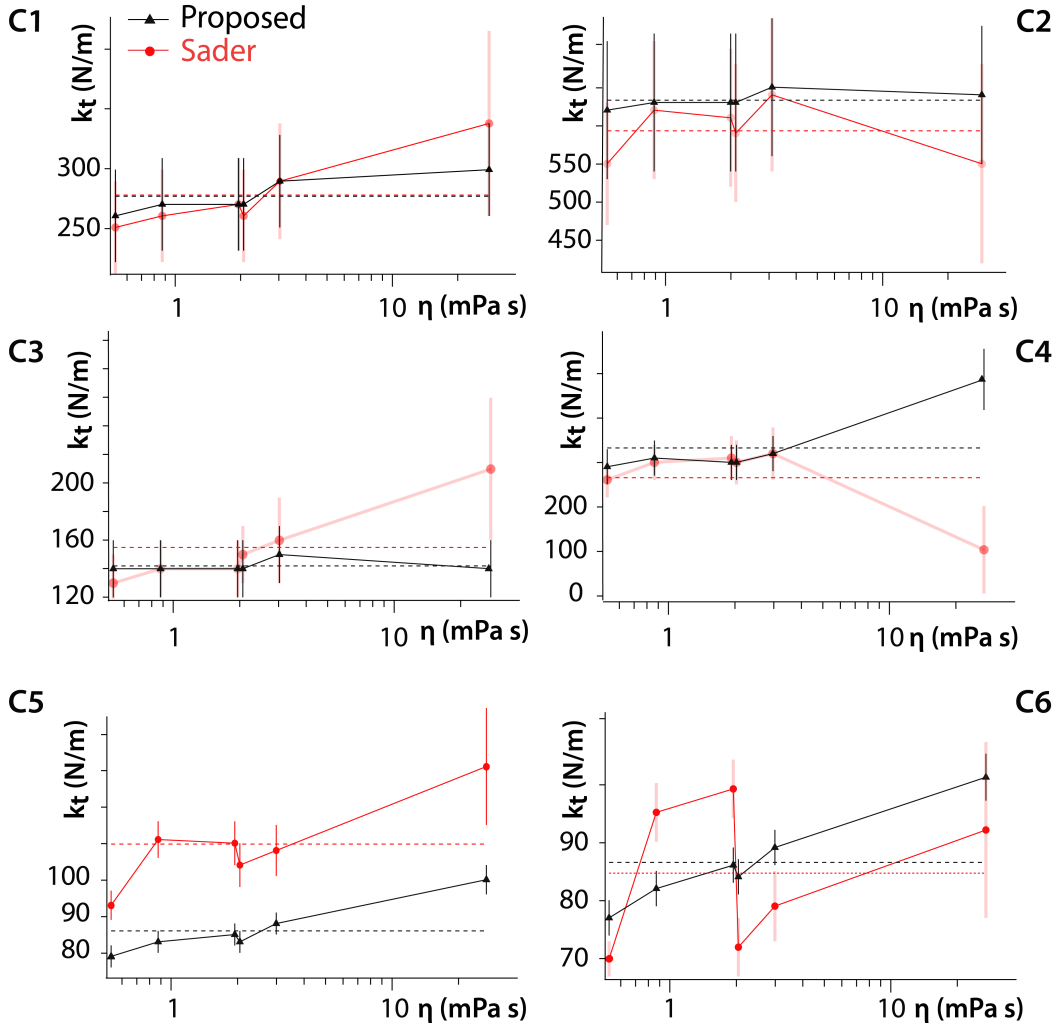 C1
Proposed
Sader
kt (N/m)
300
250
1
10
η (mPa s)
C2
kt (N/m)
550
500
450
1
10
η (mPa s)
C3
kt (N/m)
200
160
120
1
10
η (mPa s)
C4
kt (N/m)
200
100
0
1
10
η (mPa s)
C5
kt (N/m)
100
90
80
1
10
η (mPa s)
C6
kt (N/m)
90
80
70
1
10
η (mPa s)